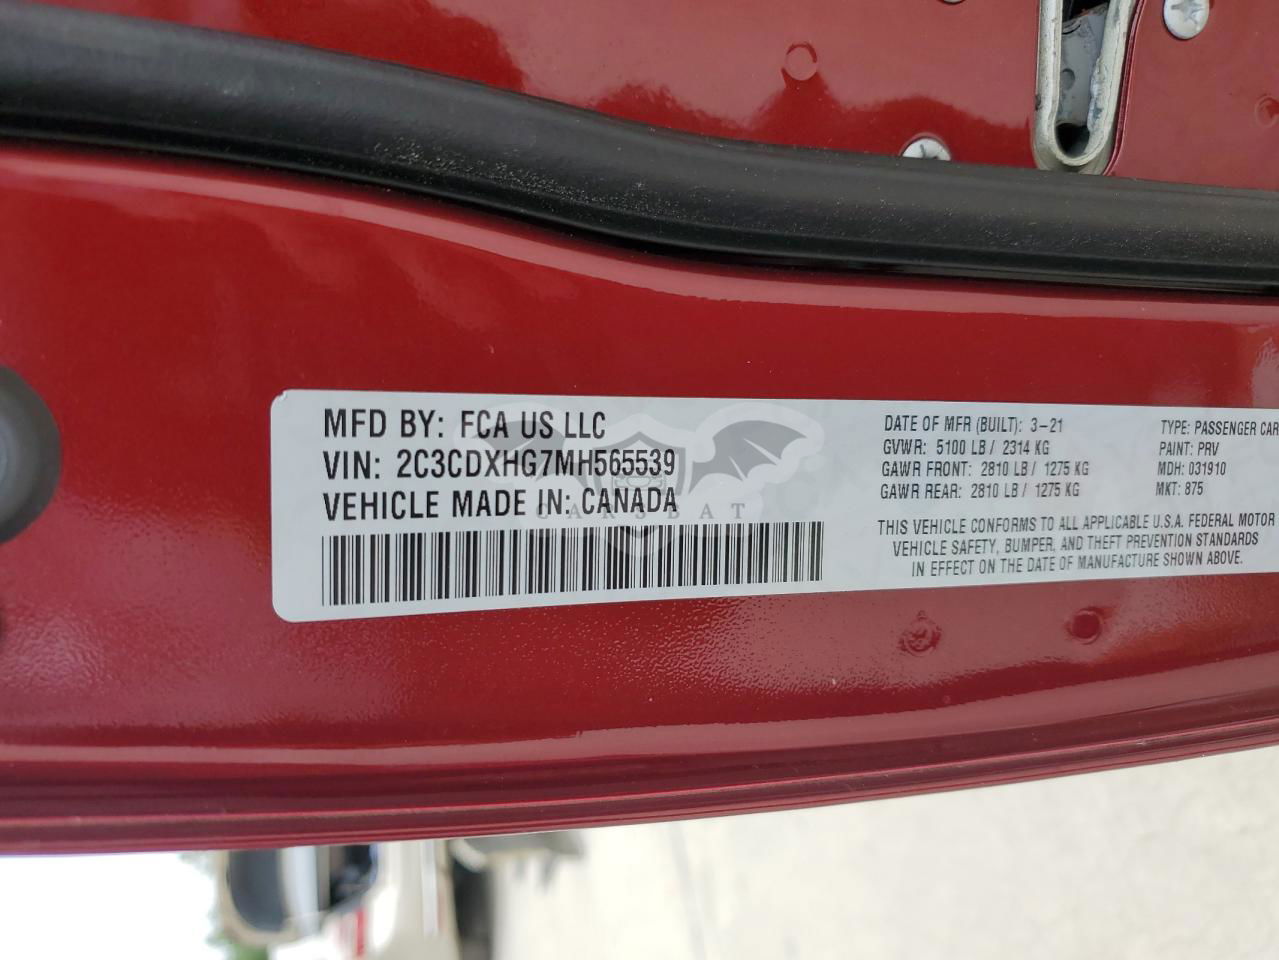 MFD BY: FCA US LLC
VIN: 2C3CDXHG7MH565539
VEHICLE MADE IN: CANADA
CARSBAT
DATE OF MFR (BUILT): 3-21
GVWR: 5100 LB / 2314 KG
GAWR FRONT: 2810 LB / 1275 KG
GAWR REAR: 2810 LB / 1275 KG
TYPE: PASSENGER CAR
PAINT: PRV
MDH: 031910
MKT: 875
THIS VEHICLE CONFORMS TO ALL APPLICABLE U.S.A. FEDERAL MOTOR
VEHICLE SAFETY, BUMPER, AND THEFT PREVENTION STANDARDS
IN EFFECT ON THE DATE OF MANUFACTURE SHOWN ABOVE.